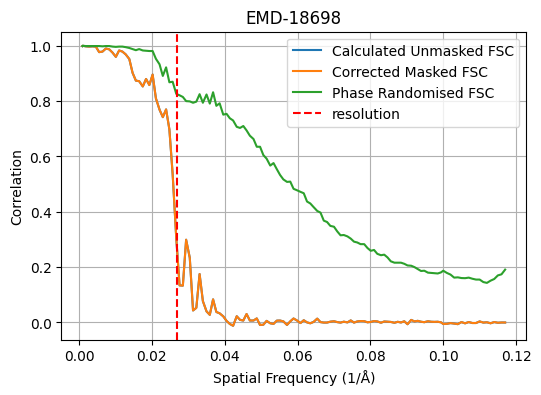 EMD-18698
1.0
0.8
0.6
0.4
0.2
0.0
Correlation
Calculated Unmasked FSC
Corrected Masked FSC
Phase Randomised FSC
resolution
0.00 0.02 0.04 0.06 0.08 0.10 0.12
Spatial Frequency (1/Å)